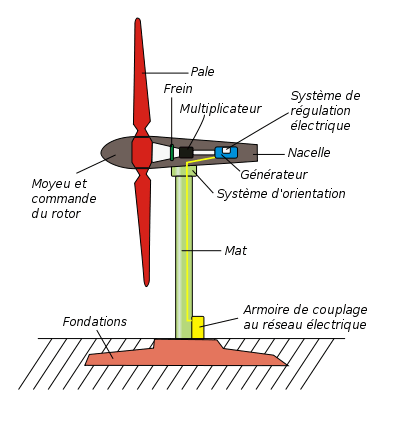 Pale
Frein
Multiplicateur
Système de
régulation
électrique
Nacelle
Générateur
Moyeu et
commande
du rotor
Système d'orientation
Mat
Armoire de couplage
au réseau électrique
Fondations